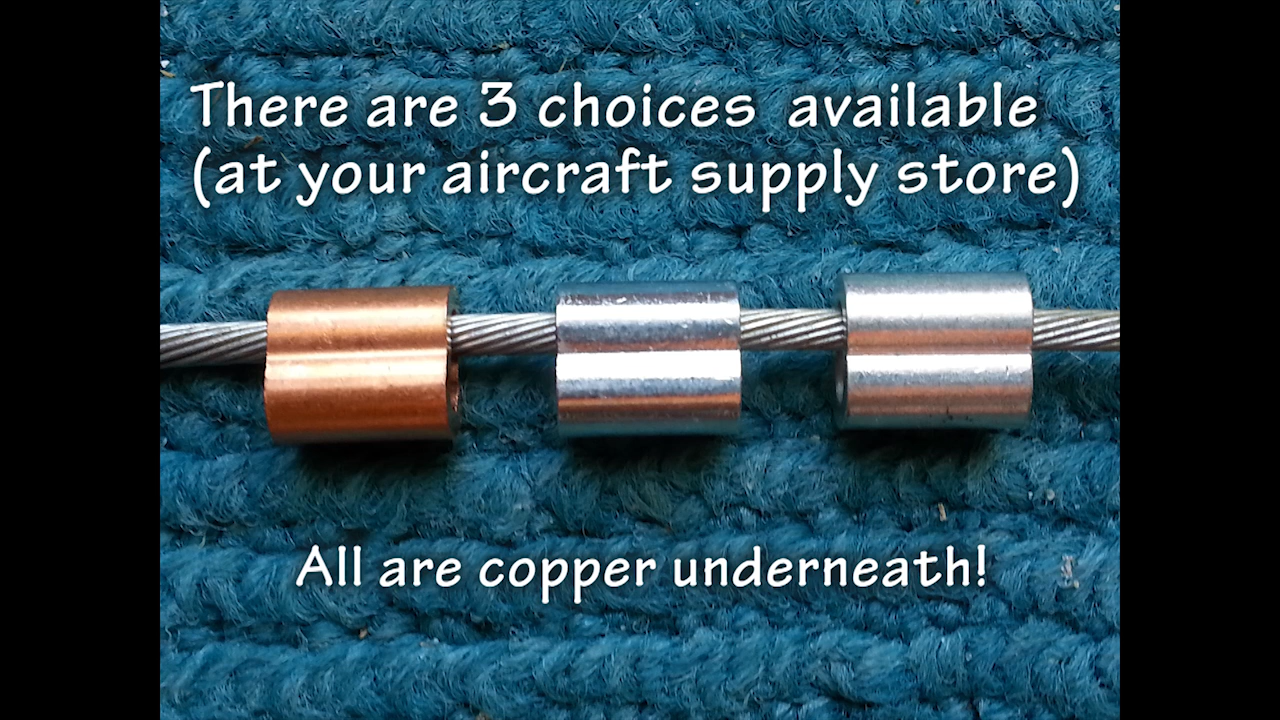 There are 3 choices available
(at your aircraft supply store)
All are copper underneath!